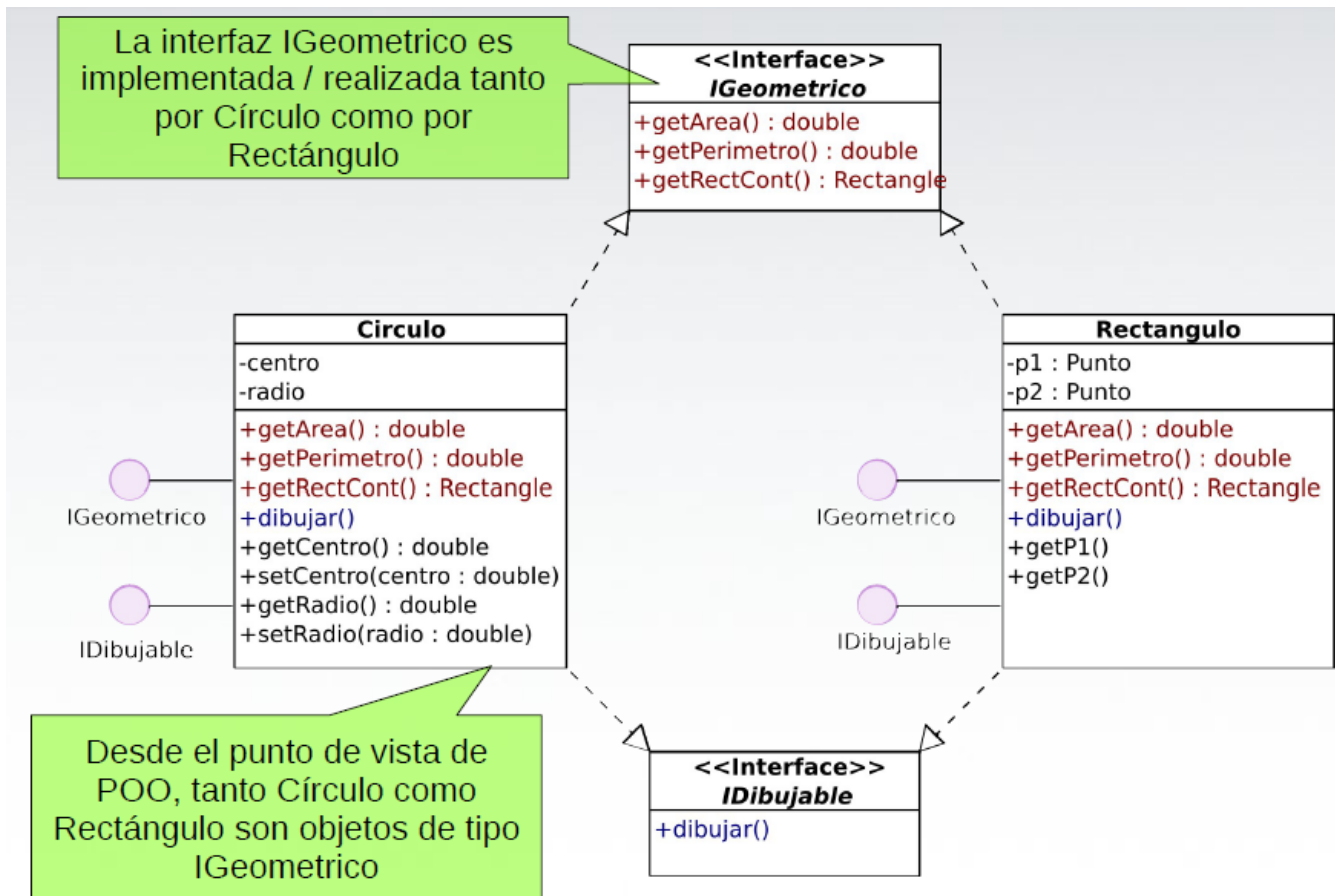 La interfaz IGeometrico es
implementada / realizada tanto
por Círculo como por
Rectángulo
<<Interface>>
IGeometrico
+getArea() : double
+getPerimetro() : double
+getRectCont() : Rectangle
Circulo
-centro
-radio
+getArea() : double
+getPerimetro() : double
+getRectCont() : Rectangle
+dibujar()
+getCentro() : double
+setCentro(centro : double)
+getRadio() : double
+setRadio(radio : double)
IGeometrico
IDibujable
Rectangulo
-p1 : Punto
-p2 : Punto
+getArea() : double
+getPerimetro() : double
+getRectCont() : Rectangle
+dibujar()
+getP1()
+getP2()
IGeometrico
IDibujable
Desde el punto de vista de
POO, tanto Círculo como
Rectángulo son objetos de tipo
IGeometrico
<<Interface>>
IDibujable
+dibujar()